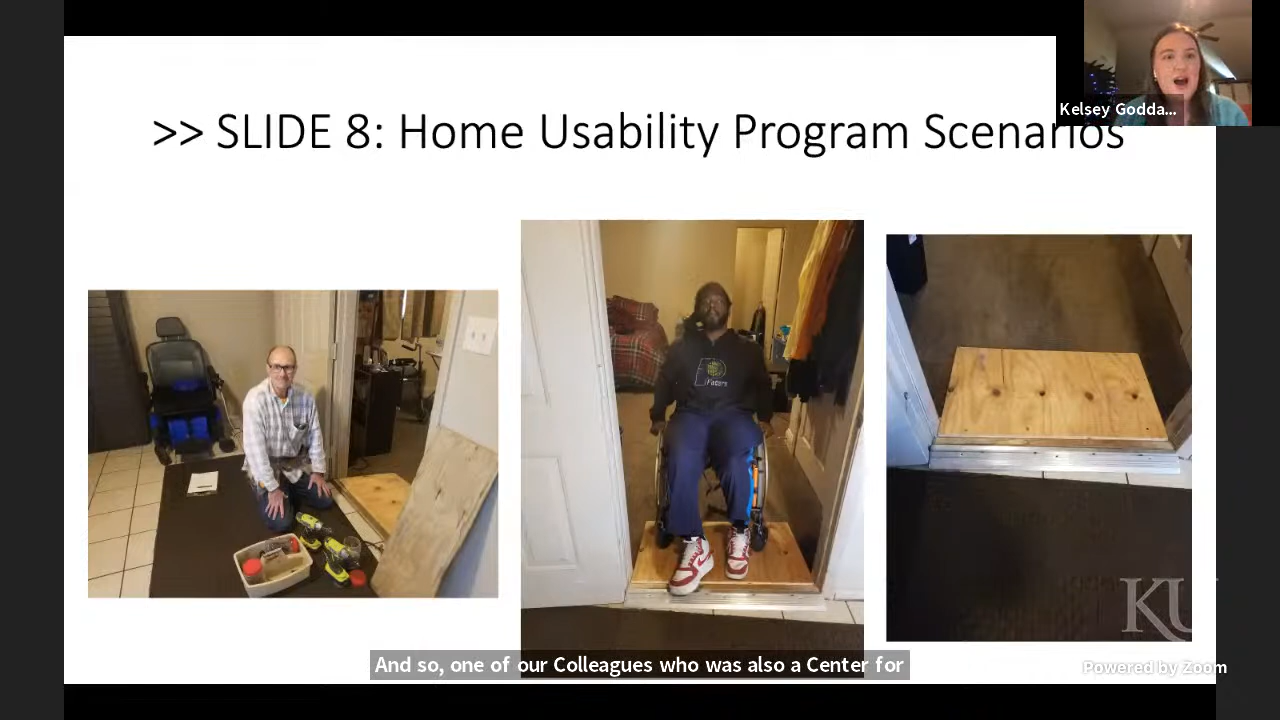 Kelsey Godda...
>> SLIDE 8: Home Usability Program Scenarios
Facers
KU
And so, one of our Colleagues who was also a Center for
Powered by Zoom